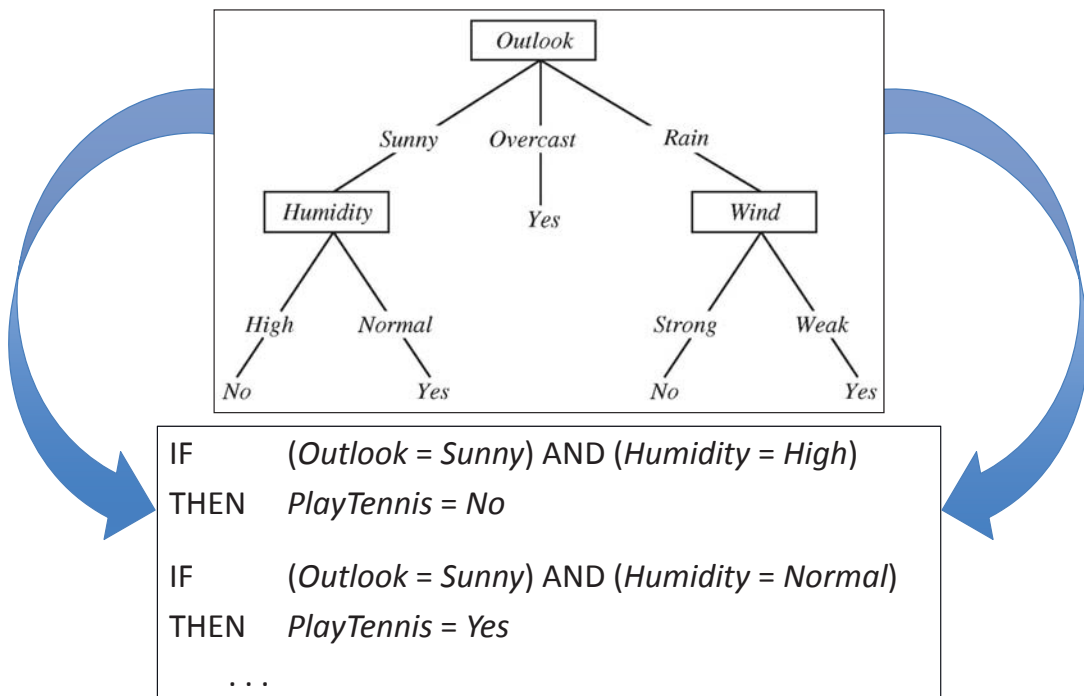 Outlook
Sunny Overcast Rain
Humidity Yes Wind
High Normal Strong Weak
No Yes No Yes
IF (Outlook = Sunny) AND (Humidity = High)
THEN PlayTennis = No
IF (Outlook = Sunny) AND (Humidity = Normal)
THEN PlayTennis = Yes
. . .